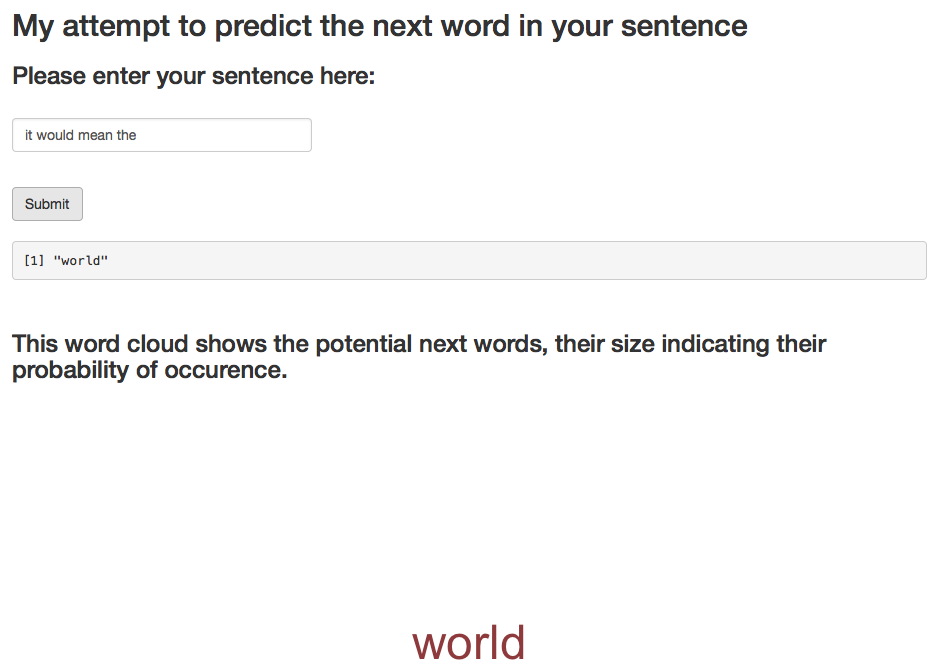 My attempt to predict the next word in your sentence
Please enter your sentence here:
it would mean the
Submit
[1] "world"
This word cloud shows the potential next words, their size indicating their
probability of occurence.
world